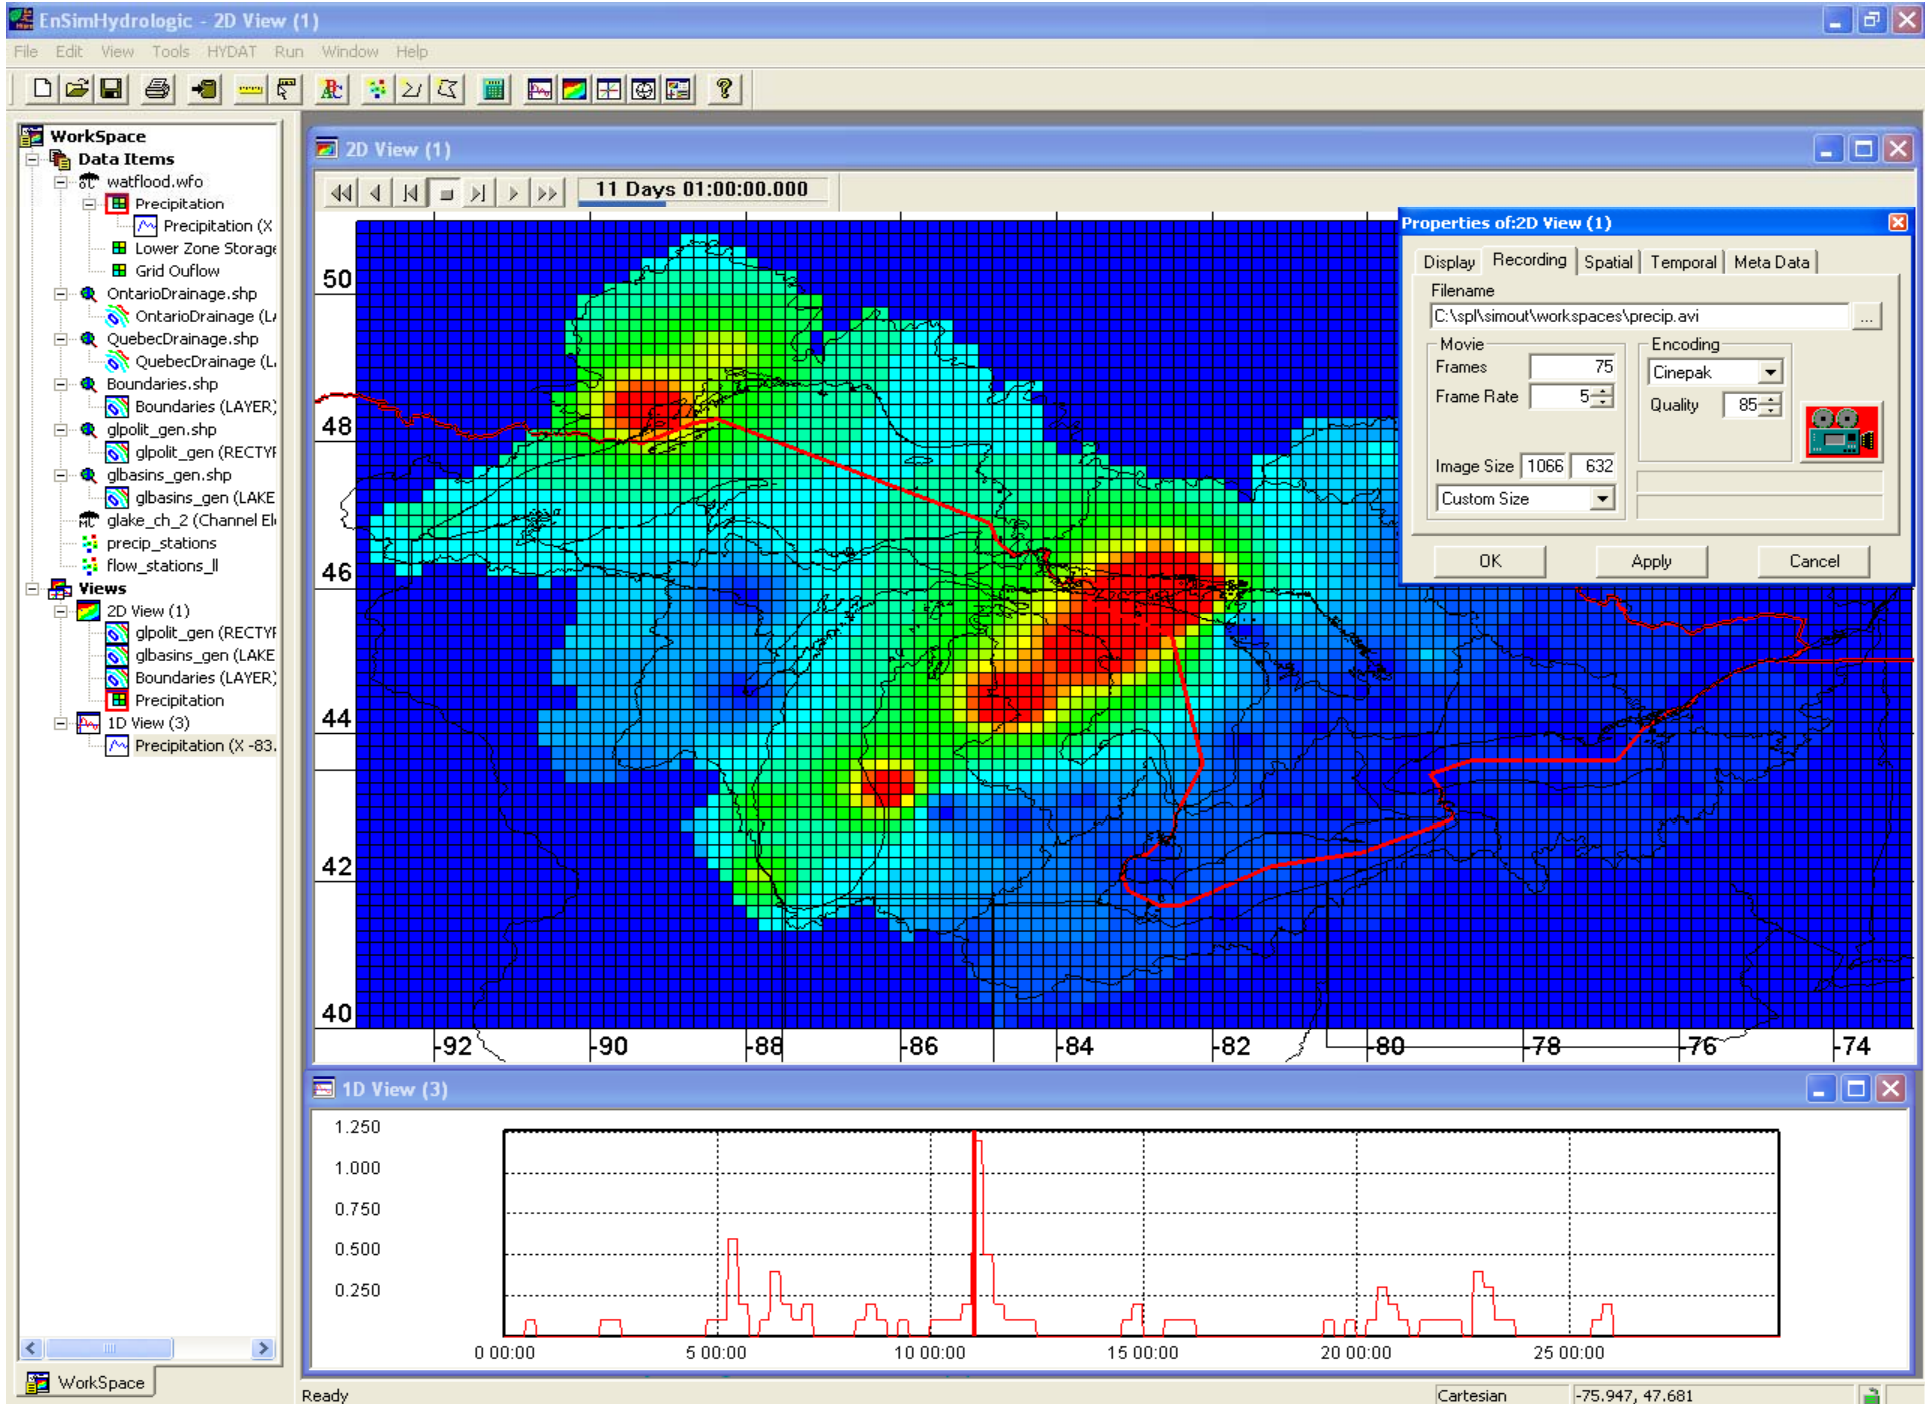 EnSimHydrologic - 2D View (1)
File Edit View Tools HYDAT Run Window Help
WorkSpace
Data Items
watflood.wfo
Precipitation
Precipitation (X
Lower Zone Storage
Grid Ouflow
OntarioDrainage.shp
OntarioDrainage (LA
QuebecDrainage.shp
QuebecDrainage (L
Boundaries.shp
Boundaries (LAYER)
glpolit_gen.shp
glpolit_gen (RECTYF
glbasins_gen.shp
glbasins_gen (LAKE
glake_ch_2 (Channel El
precip_stations
flow_stations_ll
Views
2D View (1)
glpolit_gen (RECTYF
glbasins_gen (LAKE
Boundaries (LAYER)
Precipitation
1D View (3)
Precipitation (X -83.
WorkSpace
2D View (1)
11 Days 01:00:00.000
50
48
46
44
42
40
-92 -90 -88 -86 -84 -82 -80 -78 -76 -74
Properties of:2D View (1)
Display Recording Spatial Temporal Meta Data
Filename
C:\spl\simout\workspaces\precip.avi ...
Movie
Frames 75
Frame Rate 5
Image Size 1066 632
Custom Size
Encoding
Cinepak
Quality 85
OK Apply Cancel
1D View (3)
1.250
1.000
0.750
0.500
0.250
0 00:00 5 00:00 10 00:00 15 00:00 20 00:00 25 00:00
Ready Cartesian -75.947, 47.681